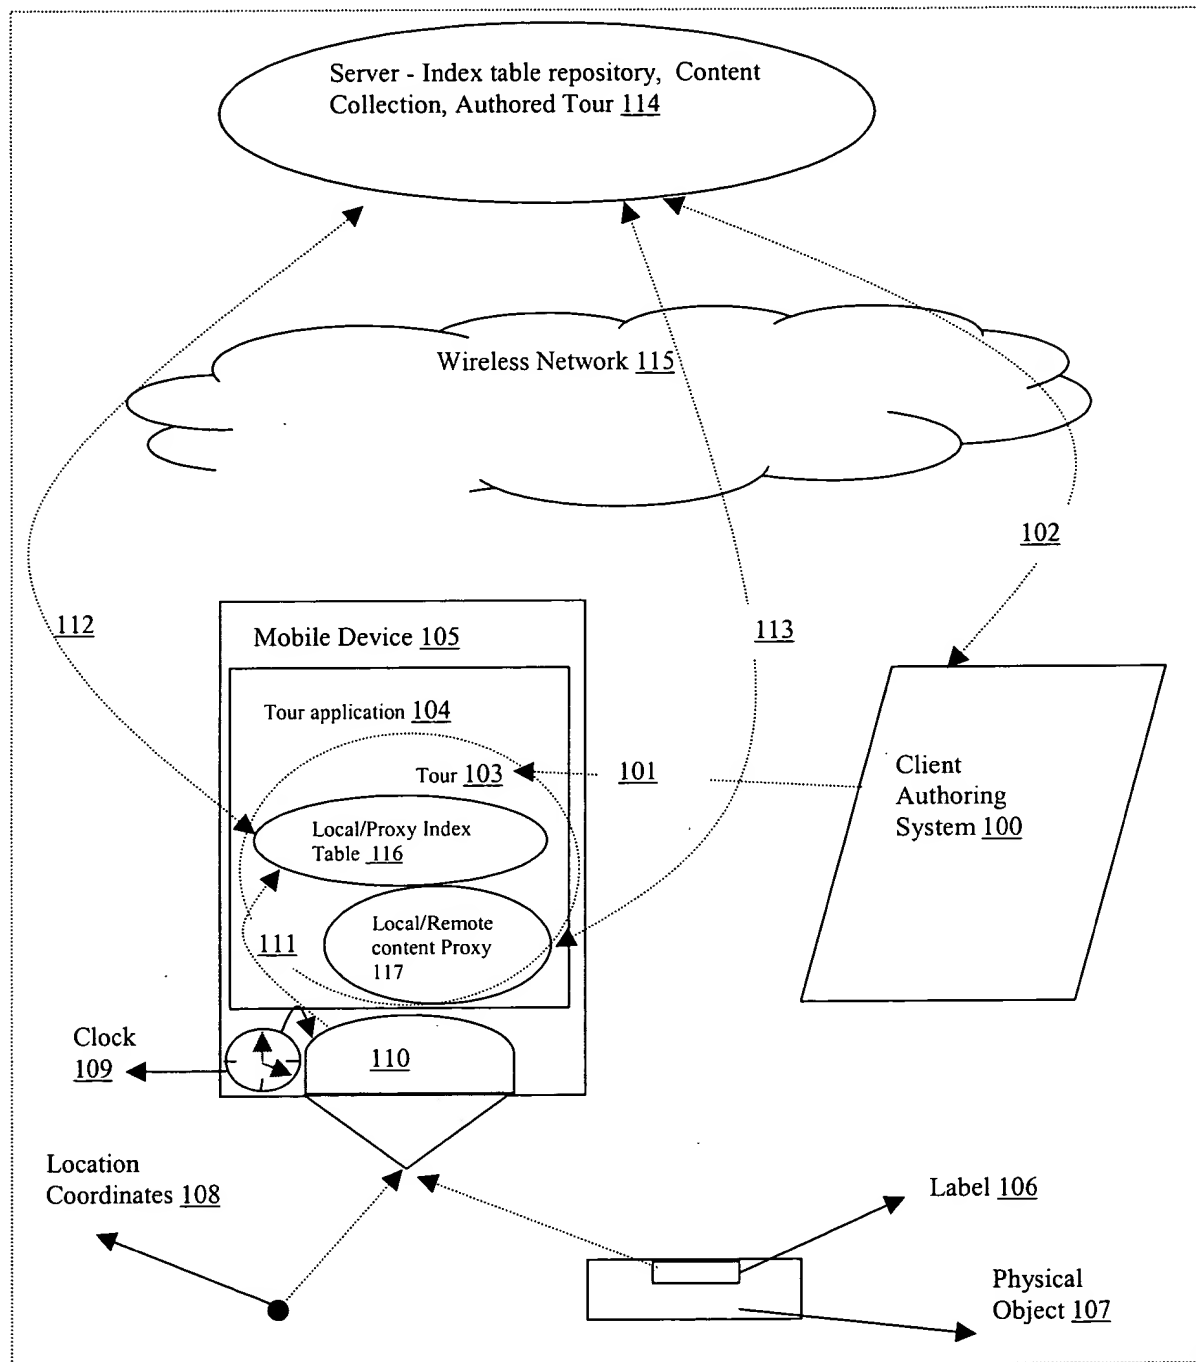 Server - Index table repository, Content
Collection, Authored Tour 114
Wireless Network 115
102
112
113
Mobile Device 105
Tour application 104
Tour 103
101
Client
Authoring
System 100
Local/Proxy Index
Table 116
Local/Remote
content Proxy
117
111
Clock
109
110
Location
Coordinates 108
Label 106
Physical
Object 107